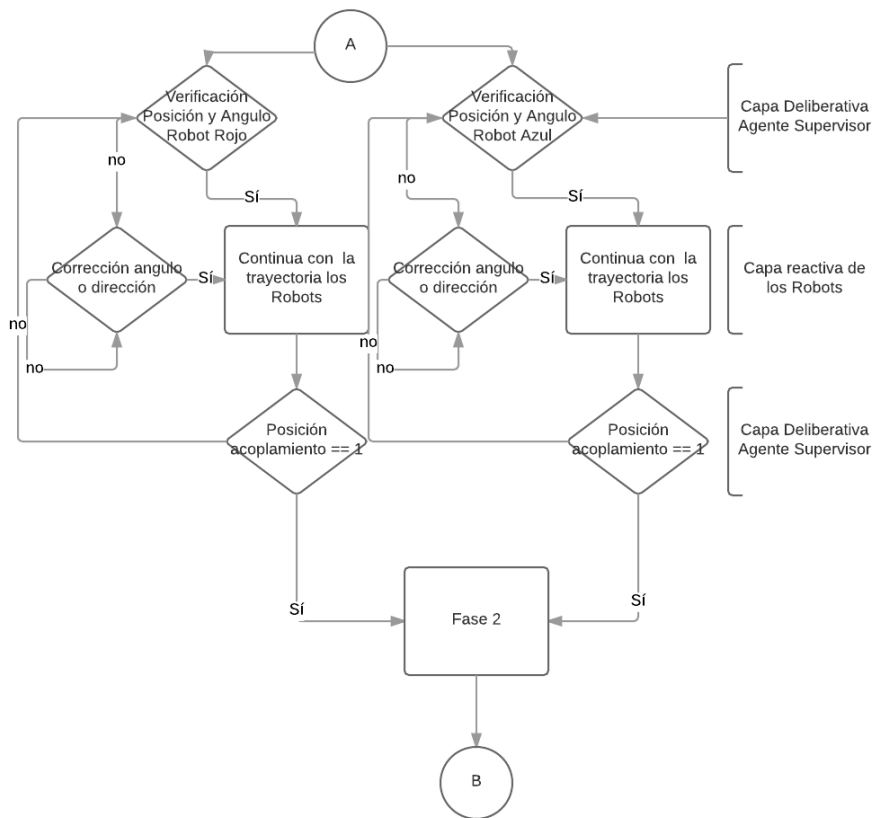 A
Verificación
Posición y Angulo
Robot Rojo
Verificación
Posición y Angulo
Robot Azul
Capa Deliberativa
Agente Supervisor
no
no
Sí
Sí
Corrección angulo
o dirección
Sí
Continua con la
trayectoria los
Robots
Corrección angulo
o dirección
Sí
Continua con la
trayectoria los
Robots
Capa reactiva de
los Robots
no
no
no
no
Posición
acoplamiento == 1
Posición
acoplamiento == 1
Capa Deliberativa
Agente Supervisor
Sí
Sí
Fase 2
B